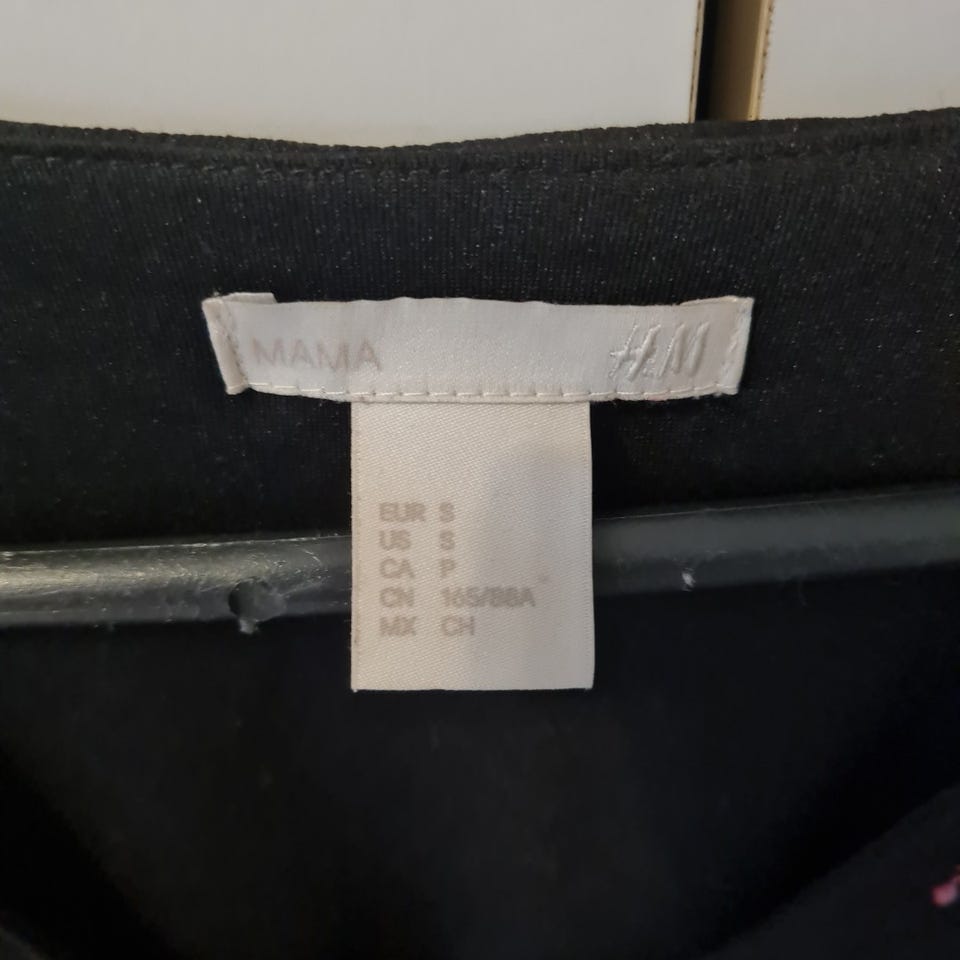 MAMA H&M
EUR S
US S
CA P
CN 165/88A
MX CH